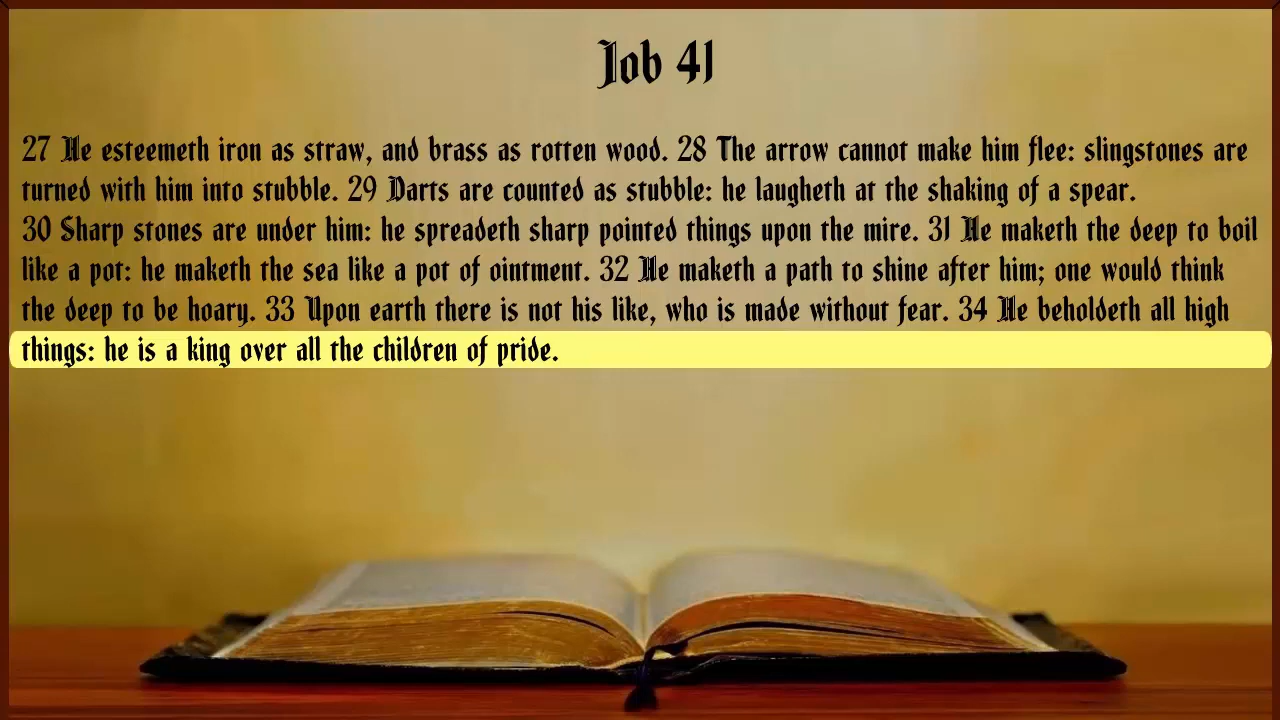 Job 41
27 He esteemeth iron as straw, and brass as rotten wood. 28 The arrow cannot make him flee: slingstones are
turned with him into stubble. 29 Darts are counted as stubble: he laugheth at the shaking of a spear.
30 Sharp stones are under him: he spreadeth sharp pointed things upon the mire. 31 He maketh the deep to boil
like a pot: he maketh the sea like a pot of ointment. 32 He maketh a path to shine after him; one would think
the deep to be hoary. 33 Upon earth there is not his like, who is made without fear. 34 He beholdeth all high
things: he is a king over all the children of pride.